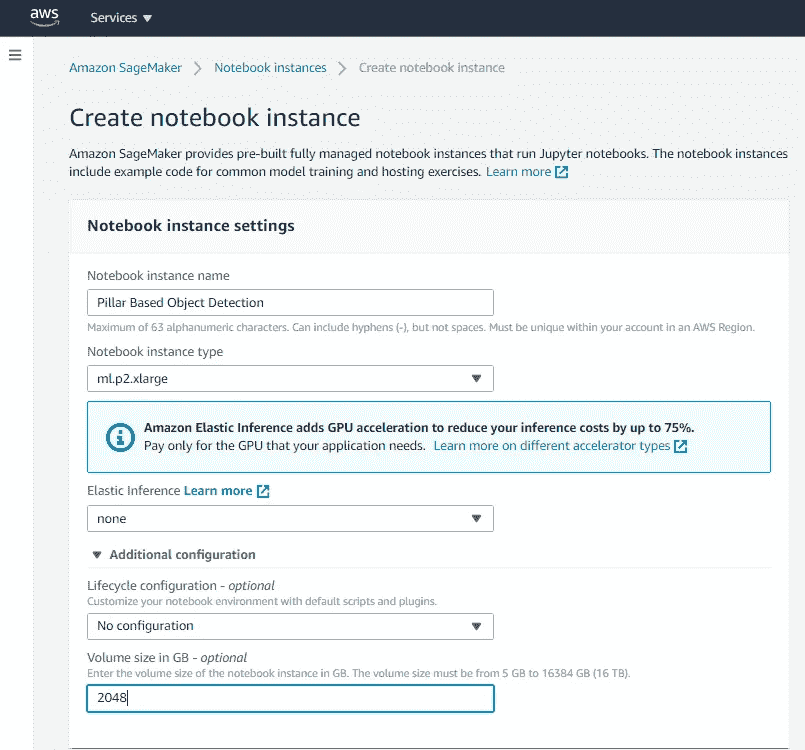 aws Services
Amazon SageMaker > Notebook instances > Create notebook instance
Create notebook instance
Amazon SageMaker provides pre-built fully managed notebook instances that run Jupyter notebooks. The notebook instances
include example code for common model training and hosting exercises. Learn more
Notebook instance settings
Notebook instance name
Pillar Based Object Detection
Maximum of 63 alphanumeric characters. Can include hyphens (-), but not spaces. Must be unique within your account in an AWS Region.
Notebook instance type
ml.p2.xlarge
Amazon Elastic Inference adds GPU acceleration to reduce your inference costs by up to 75%.
Pay only for the GPU that your application needs. Learn more on different accelerator types
Elastic Inference Learn more
none
Additional configuration
Lifecycle configuration - optional
Customize your notebook environment with default scripts and plugins.
No configuration
Volume size in GB - optional
Enter the volume size of the notebook instance in GB. The volume size must be from 5 GB to 16384 GB (16 TB).
2048